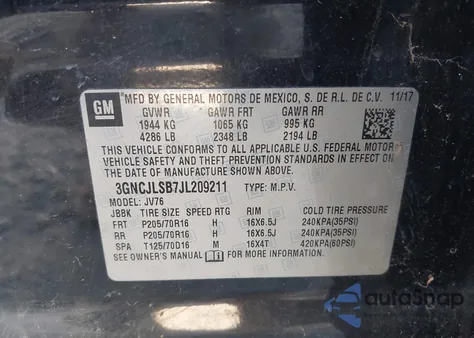 GM
MFD BY GENERAL MOTORS DE MEXICO, S. DE R.L. DE C.V. 11/17
GVWR GAWR FRT GAWR RR
1944 KG 1065 KG 995 KG
4286 LB 2348 LB 2194 LB
THIS VEHICLE CONFORMS TO ALL APPLICABLE U.S. FEDERAL MOTOR
VEHICLE SAFETY AND THEFT PREVENTION STANDARDS IN EFFECT ON
THE DATE OF MANUFACTURE SHOWN ABOVE.
3GNCJLSB7JL209211 TYPE: M.P.V.
MODEL: JV76
JBBK TIRE SIZE SPEED RTG RIM COLD TIRE PRESSURE
FRT P205/70R16 H 16X6.5J 240KPA(35PSI)
RR P205/70R16 H 16X6.5J 240KPA(35PSI)
SPA T125/70D16 M 16X4T 420KPA(60PSI)
SEE OWNER'S MANUAL FOR ADDITIONAL INFORMATION.
autosnap